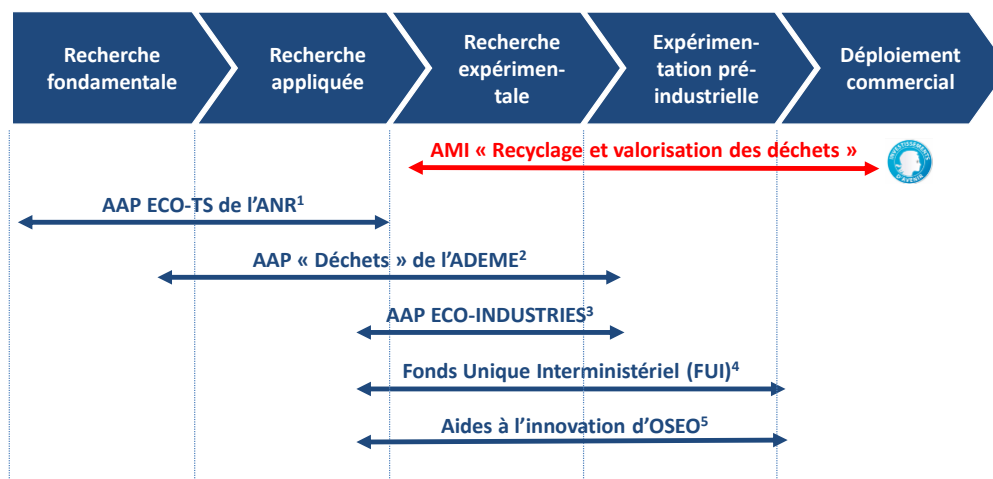 Recherche
fondamentale
Recherche
appliquée
Recherche
expérimen-
tale
Expérimen-
tation pré-
industrielle
Déploiement
commercial
AMI « Recyclage et valorisation des déchets »
INVESTISSEMENTS
D'AVENIR
AAP ECO-TS de l'ANR¹
AAP « Déchets » de l'ADEME²
AAP ECO-INDUSTRIES³
Fonds Unique Interministériel (FUI)⁴
Aides à l'innovation d'OSEO⁵